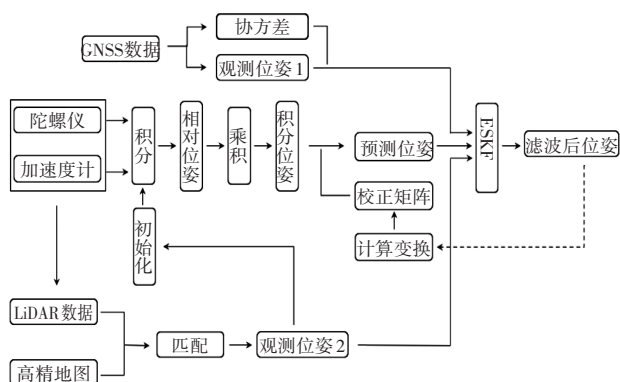 协方差
GNSS数据
观测位姿1
陀螺仪
加速度计
积分
相对位姿
乘积
积分位姿
预测位姿
ESKF
滤波后位姿
校正矩阵
初始化
计算变换
LiDAR数据
匹配
观测位姿2
高精地图